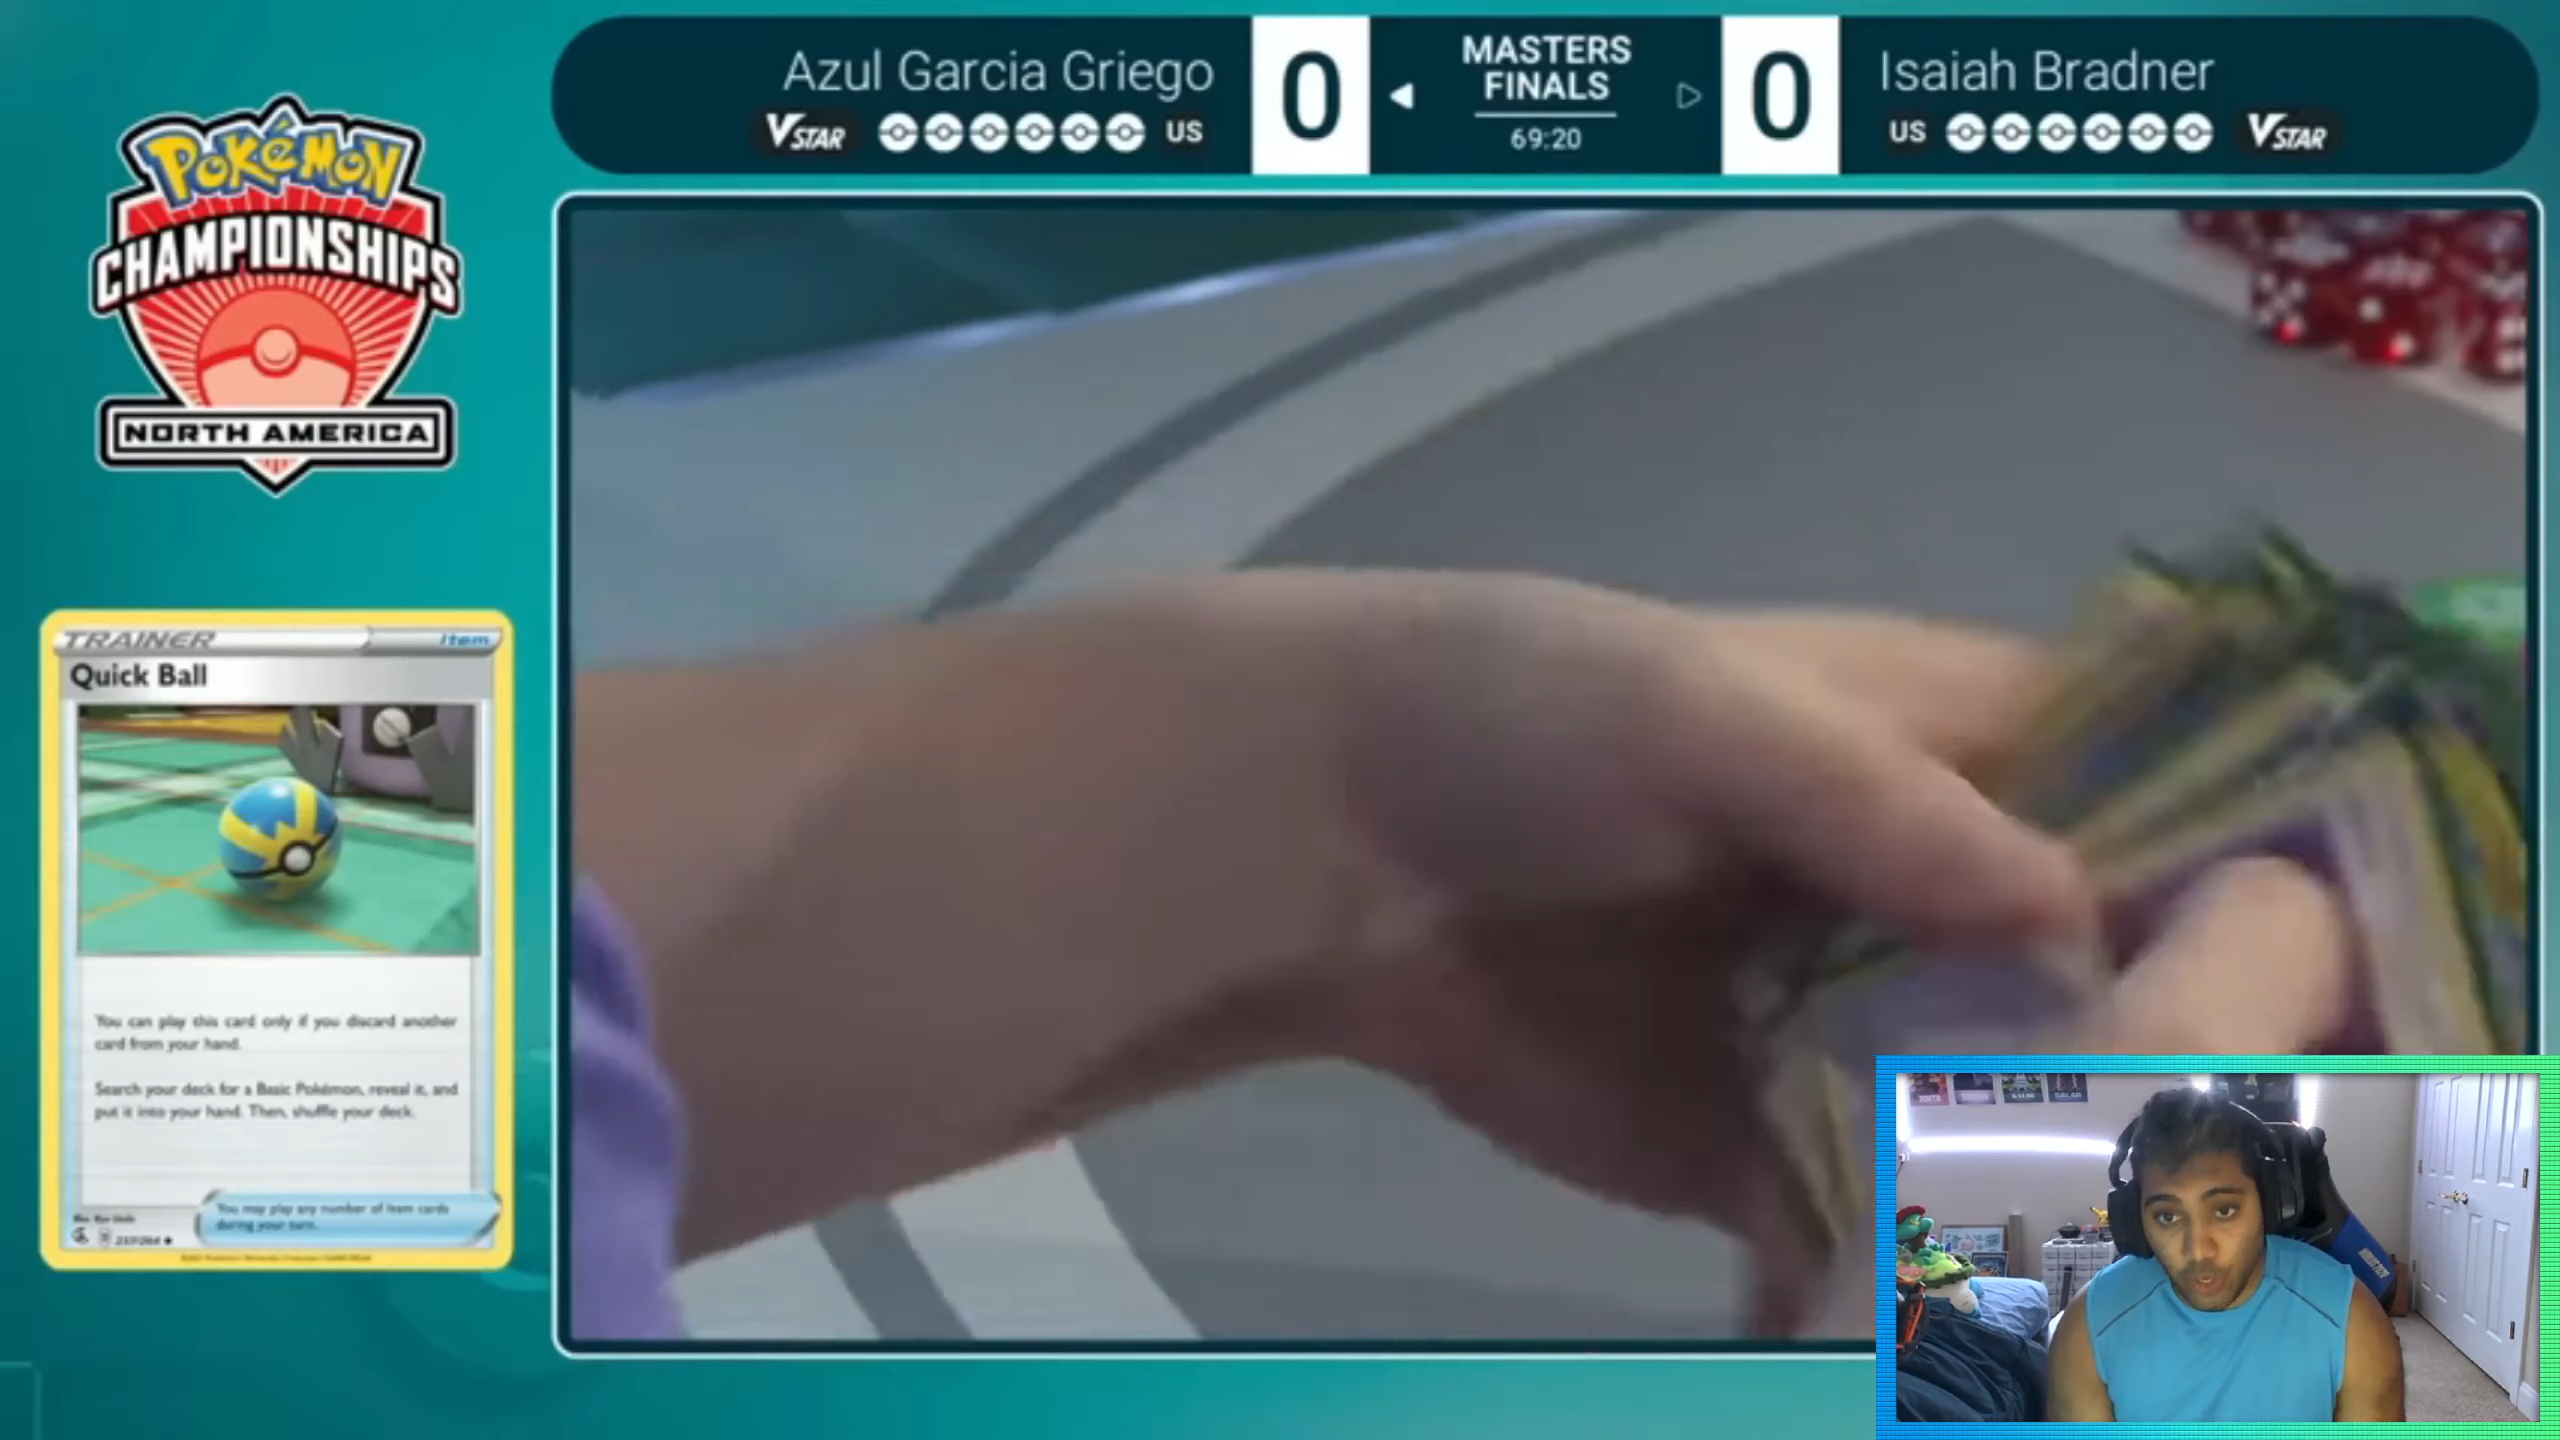 Azul Garcia Griego
VSTAR
US
0
MASTERS
FINALS
69:20
0
Isaiah Bradner
US
VSTAR
POKéMON
CHAMPIONSHIPS
NORTH AMERICA
TRAINER
Item
Quick Ball
You can play this card only if you discard another
card from your hand.
Search your deck for a Basic Pokémon, reveal it, and
put it into your hand. Then, shuffle your deck.
You may play any number of Item cards
during your turn.
237/264